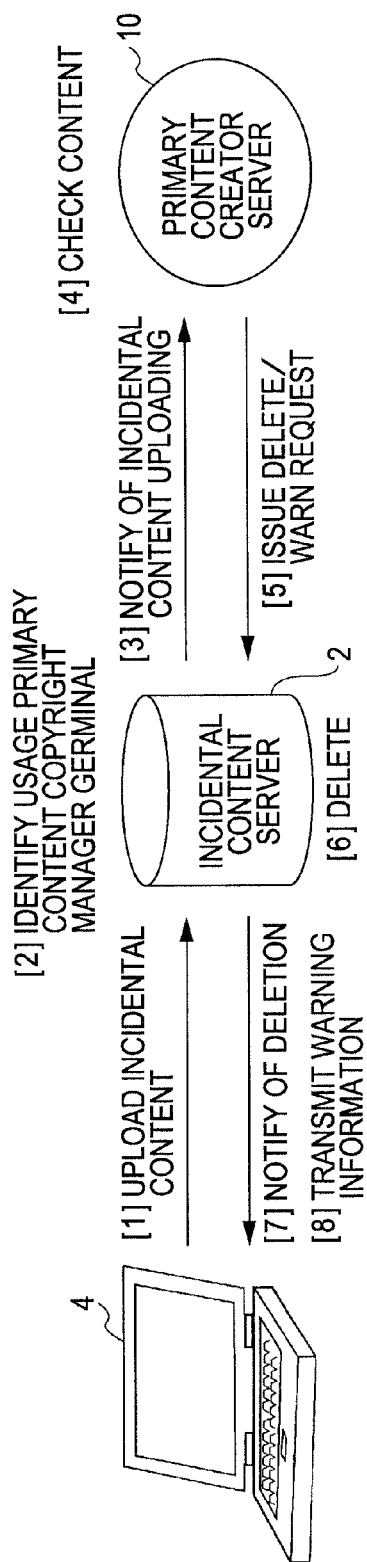 4
[1] UPLOAD INCIDENTAL
CONTENT
[7] NOTIFY OF DELETION
[8] TRANSMIT WARNING
INFORMATION
[2] IDENTIFY USAGE PRIMARY
CONTENT COPYRIGHT
MANAGER GERMINAL
INCIDENTAL
CONTENT
SERVER
2
[6] DELETE
[3] NOTIFY OF INCIDENTAL
CONTENT UPLOADING
[5] ISSUE DELETE/
WARN REQUEST
[4] CHECK CONTENT
10
PRIMARY
CONTENT
CREATOR
SERVER